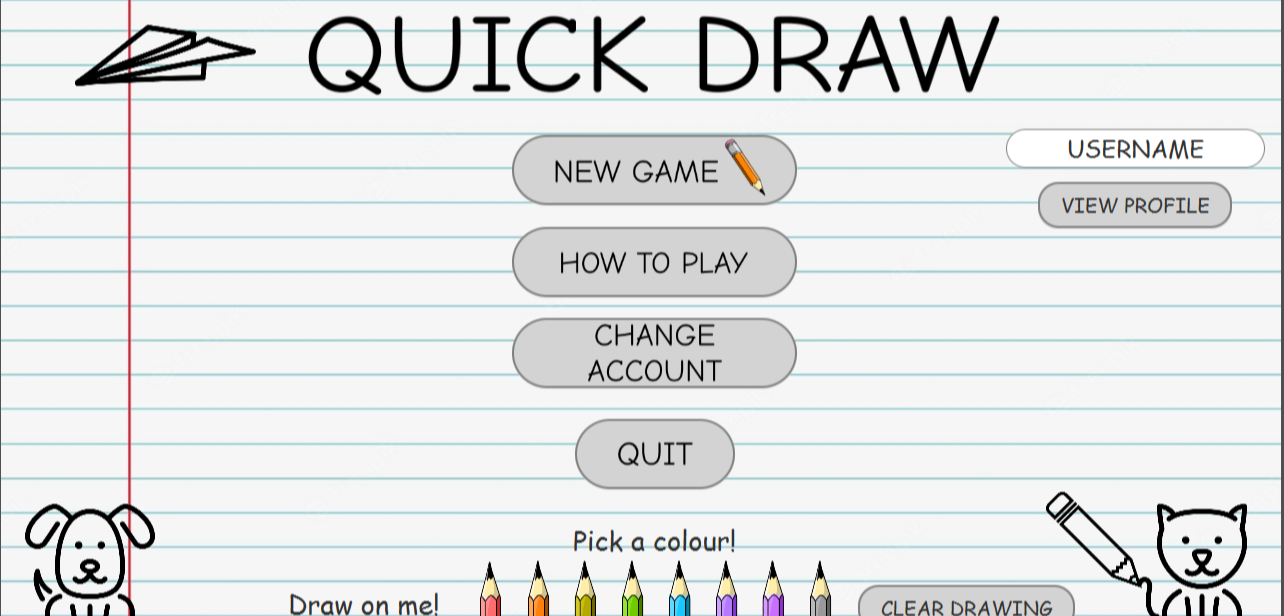 QUICK DRAW
NEW GAME
USERNAME
VIEW PROFILE
HOW TO PLAY
CHANGE
ACCOUNT
QUIT
Pick a colour!
Draw on me!
CLEAR DRAWING